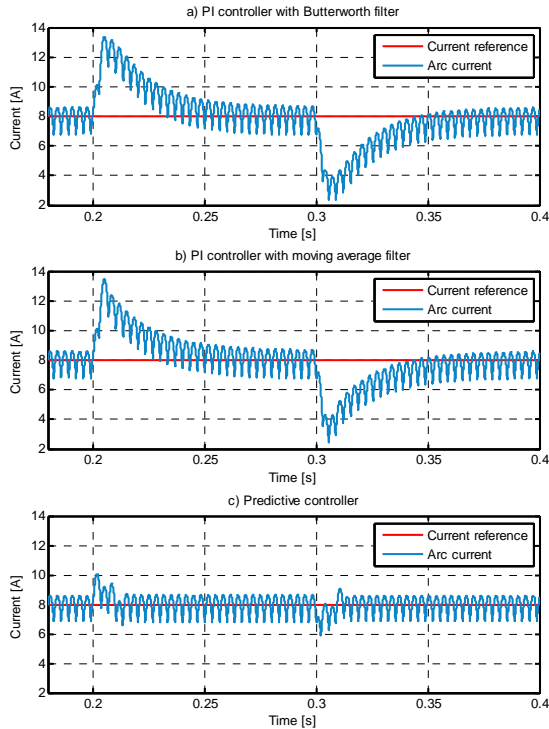 a) PI controller with Butterworth filter
14
12
10
8
6
4
2
Current [A]
Current reference
Arc current
0.2
0.25
0.3
0.35
0.4
Time [s]
b) PI controller with moving average filter
14
12
10
8
6
4
2
Current [A]
Current reference
Arc current
0.2
0.25
0.3
0.35
0.4
Time [s]
c) Predictive controller
14
12
10
8
6
4
2
Current [A]
Current reference
Arc current
0.2
0.25
0.3
0.35
0.4
Time [s]